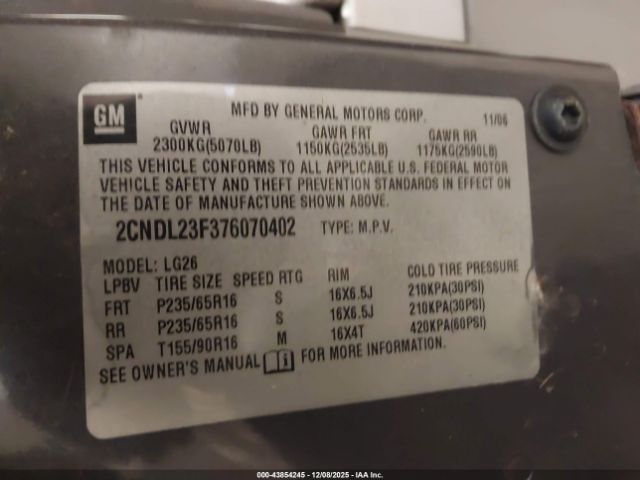 GM
MFD BY GENERAL MOTORS CORP. 11/06
GVWR GAWR FRT GAWR RR
2300KG(5070LB) 1150KG(2535LB) 1175KG(2590LB)
THIS VEHICLE CONFORMS TO ALL APPLICABLE U.S. FEDERAL MOTOR
VEHICLE SAFETY AND THEFT PREVENTION STANDARDS IN EFFECT ON
THE DATE OF MANUFACTURE SHOWN ABOVE.
2CNDL23F376070402 TYPE: M.P.V.
MODEL: LG26
LPBV TIRE SIZE SPEED RTG RIM COLD TIRE PRESSURE
FRT P235/65R16 S 16X6.5J 210KPA(30PSI)
RR P235/65R16 S 16X6.5J 210KPA(30PSI)
SPA T155/90R16 M 16X4T 420KPA(60PSI)
SEE OWNER'S MANUAL FOR MORE INFORMATION.
000-43854245 - 12/08/2025 - IAA Inc.